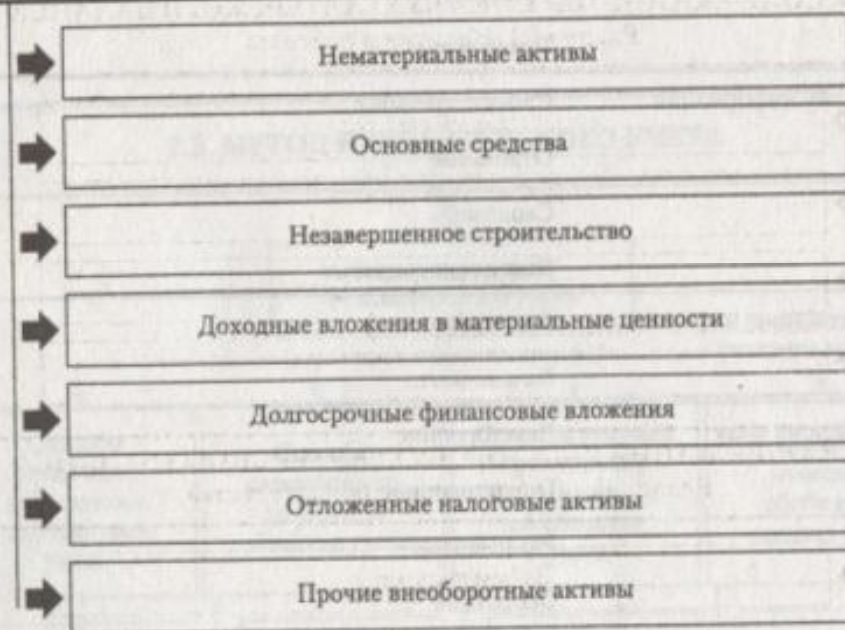 Нематериальные активы
Основные средства
Незавершенное строительство
Доходные вложения в материальные ценности
Долгосрочные финансовые вложения
Отложенные налоговые активы
Прочие внеоборотные активы